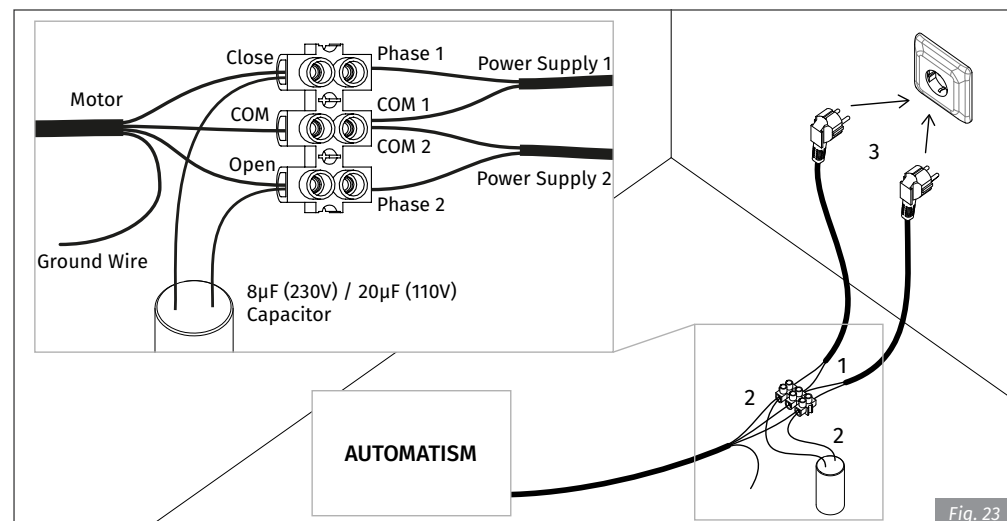 Close
Phase 1
Power Supply 1
Motor
COM
COM 1
COM 2
Open
Power Supply 2
Phase 2
Ground Wire
8µF (230V) / 20µF (110V)
Capacitor
3
1
2
2
AUTOMATISM
Fig. 23